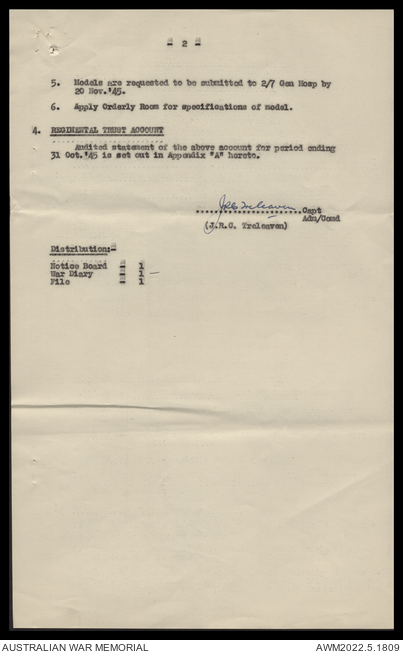 - 2 -
5. Models are requested to be submitted to 2/7 Gen Hosp by
20 Nov.'45.
6. Apply Orderly Room for specifications of model.
4. REGIMENTAL TRUST ACCOUNT
Audited statement of the above account for period ending
31 Oct.'45 is set out in Appendix "A" hereto.
JRC Treleaven Capt
(J.R.C. Treleaven) Adm/Comd
Distribution:-
Notice Board - 1
War Diary - 1 —
File - 1
AUSTRALIAN WAR MEMORIAL AWM2022.5.1809